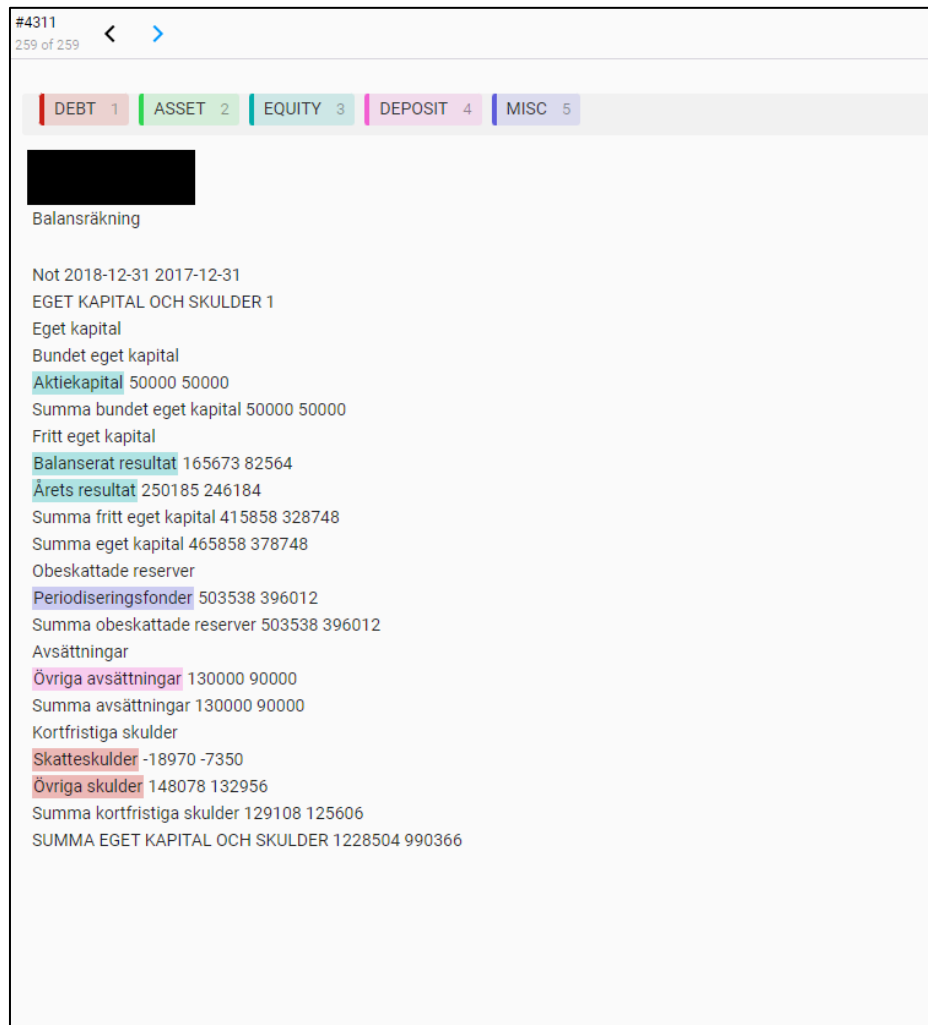 #4311
259 of 259
DEBT 1 ASSET 2 EQUITY 3 DEPOSIT 4 MISC 5
Balansräkning
Not 2018-12-31 2017-12-31
EGET KAPITAL OCH SKULDER 1
Eget kapital
Bundet eget kapital
Aktiekapital 50000 50000
Summa bundet eget kapital 50000 50000
Fritt eget kapital
Balanserat resultat 165673 82564
Årets resultat 250185 246184
Summa fritt eget kapital 415858 328748
Summa eget kapital 465858 378748
Obeskattade reserver
Periodiseringsfonder 503538 396012
Summa obeskattade reserver 503538 396012
Avsättningar
Övriga avsättningar 130000 90000
Summa avsättningar 130000 90000
Kortfristiga skulder
Skatteskulder -18970 -7350
Övriga skulder 148078 132956
Summa kortfristiga skulder 129108 125606
SUMMA EGET KAPITAL OCH SKULDER 1228504 990366